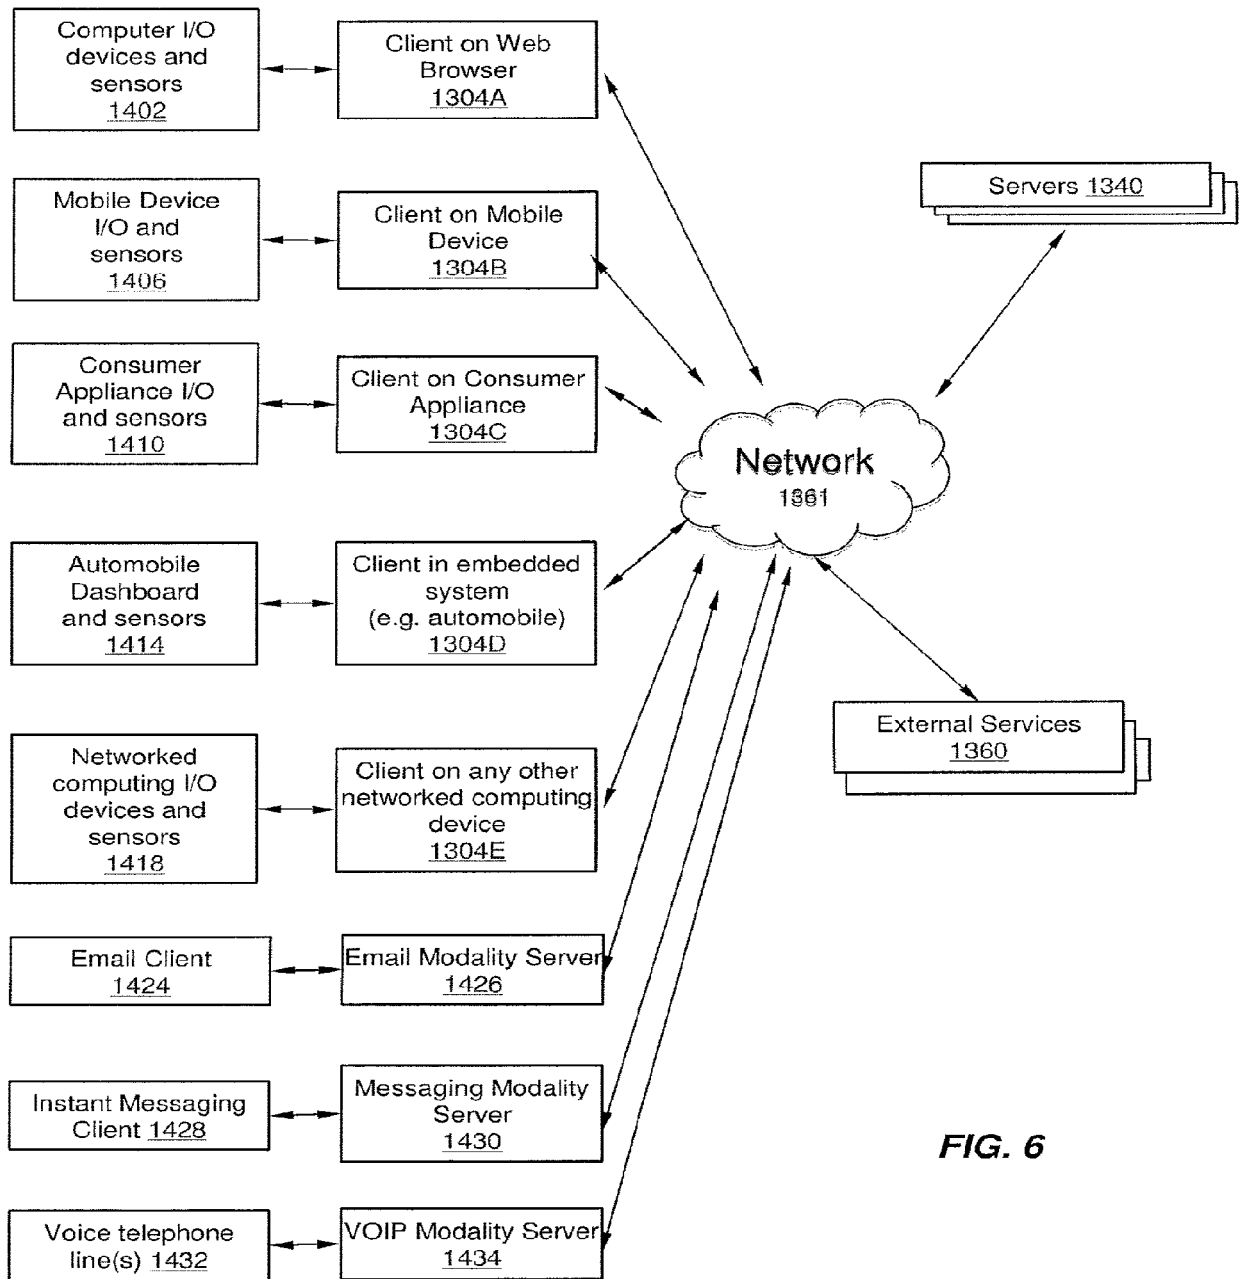 Computer I/O
devices and
sensors
1402
Client on Web
Browser
1304A
Mobile Device
I/O and
sensors
1406
Client on Mobile
Device
1304B
Servers 1340
Consumer
Appliance I/O
and sensors
1410
Client on Consumer
Appliance
1304C
Network
1361
Automobile
Dashboard
and sensors
1414
Client in embedded
system
(e.g. automobile)
1304D
External Services
1360
Networked
computing I/O
devices and
sensors
1418
Client on any other
networked computing
device
1304E
Email Client
1424
Email Modality Server
1426
Instant Messaging
Client 1428
Messaging Modality
Server
1430
FIG. 6
Voice telephone
line(s) 1432
VOIP Modality Server
1434